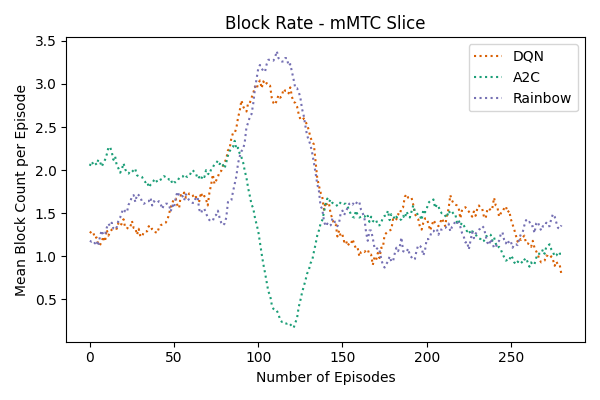 Block Rate - mMTC Slice
Mean Block Count per Episode
3.5
3.0
2.5
2.0
1.5
1.0
0.5
DQN
A2C
Rainbow
0
50
100
150
200
250
Number of Episodes